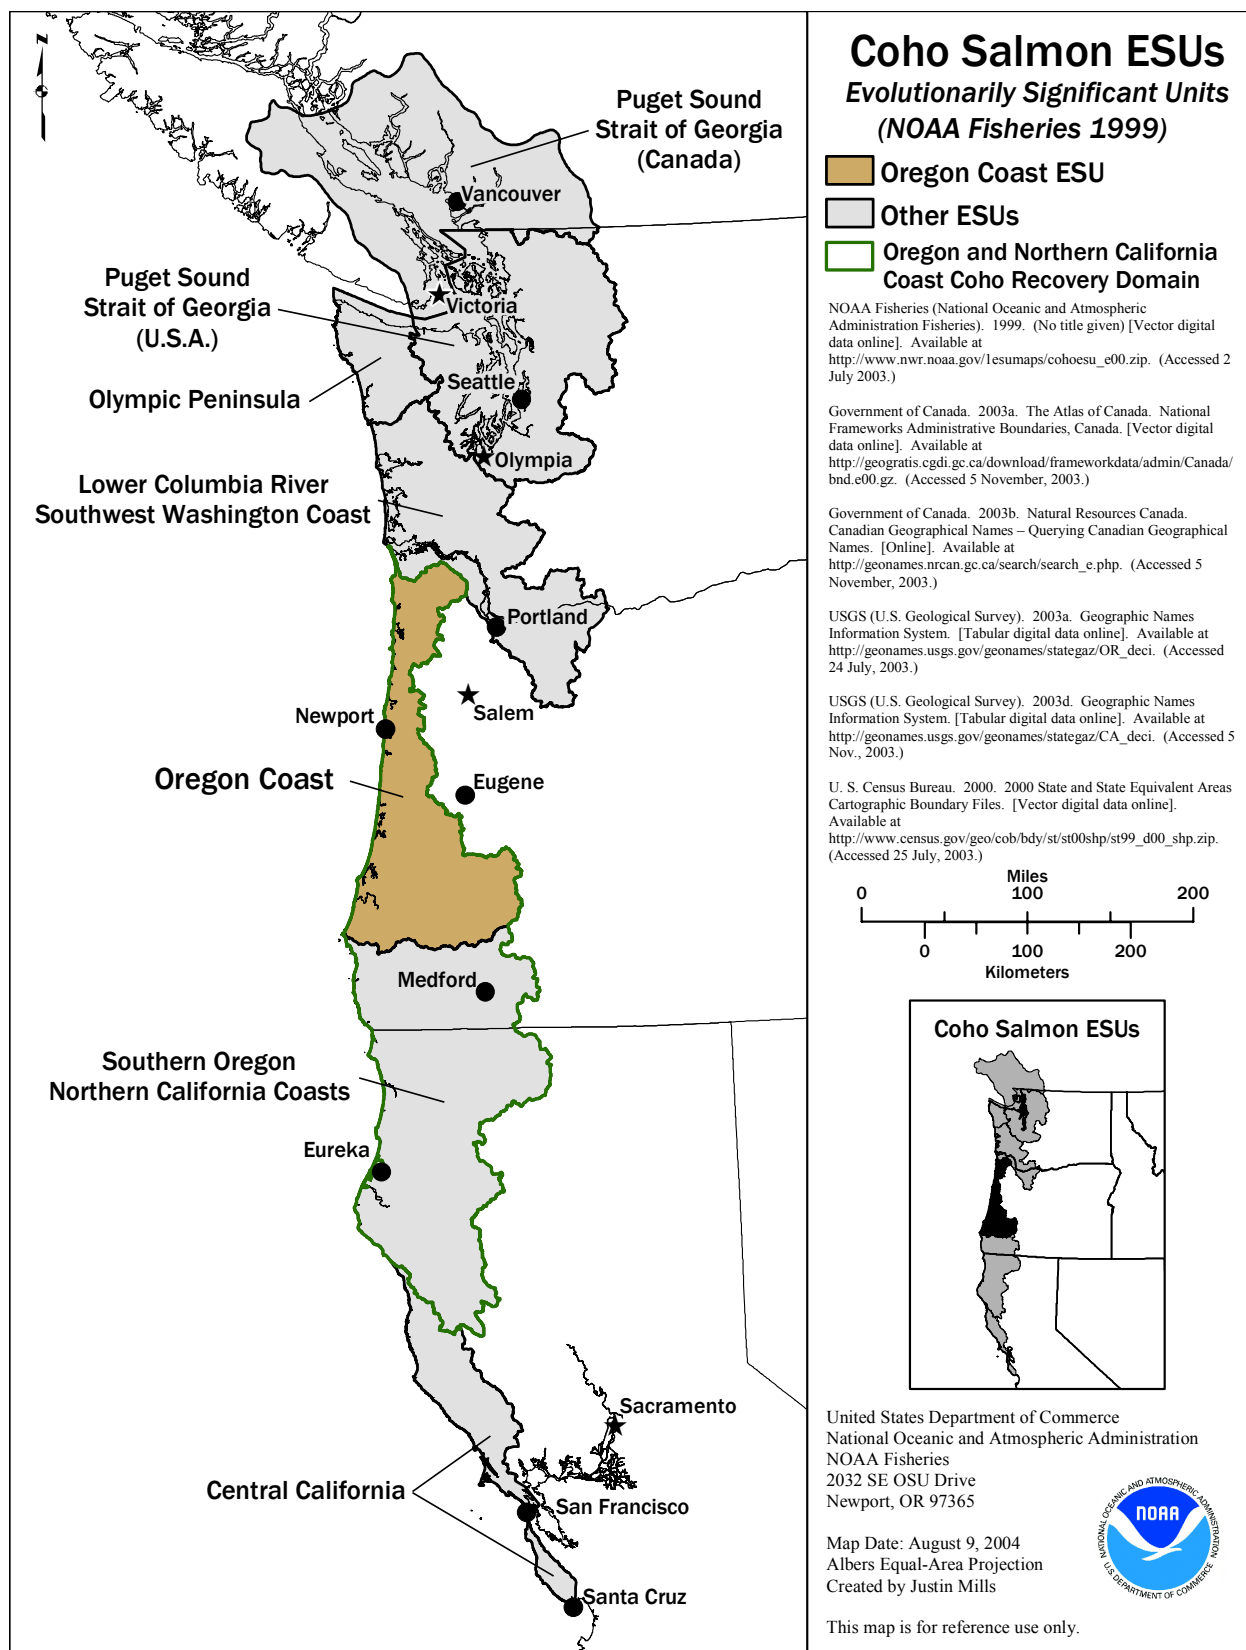 N
Puget Sound
Strait of Georgia
(Canada)
Vancouver
Puget Sound
Strait of Georgia
(U.S.A.)
Victoria
Seattle
Olympic Peninsula
Olympia
Lower Columbia River
Southwest Washington Coast
Portland
Salem
Newport
Oregon Coast
Eugene
Medford
Southern Oregon
Northern California Coasts
Eureka
Sacramento
Central California
San Francisco
Santa Cruz
Coho Salmon ESUs
Evolutionarily Significant Units
(NOAA Fisheries 1999)
Oregon Coast ESU
Other ESUs
Oregon and Northern California
Coast Coho Recovery Domain
NOAA Fisheries (National Oceanic and Atmospheric
Administration Fisheries). 1999. (No title given) [Vector digital
data online]. Available at
http://www.nwr.noaa.gov/1esumaps/cohoesu_e00.zip. (Accessed 2
July 2003.)
Government of Canada. 2003a. The Atlas of Canada. National
Frameworks Administrative Boundaries, Canada. [Vector digital
data online]. Available at
http://geogratis.cgdi.gc.ca/download/frameworkdata/admin/Canada/
bnd.e00.gz. (Accessed 5 November, 2003.)
Government of Canada. 2003b. Natural Resources Canada.
Canadian Geographical Names – Querying Canadian Geographical
Names. [Online]. Available at
http://geonames.nrcan.gc.ca/search/search_e.php. (Accessed 5
November, 2003.)
USGS (U.S. Geological Survey). 2003a. Geographic Names
Information System. [Tabular digital data online]. Available at
http://geonames.usgs.gov/geonames/stategaz/OR_deci. (Accessed
24 July, 2003.)
USGS (U.S. Geological Survey). 2003d. Geographic Names
Information System. [Tabular digital data online]. Available at
http://geonames.usgs.gov/geonames/stategaz/CA_deci. (Accessed 5
Nov., 2003.)
U. S. Census Bureau. 2000. 2000 State and State Equivalent Areas
Cartographic Boundary Files. [Vector digital data online].
Available at
http://www.census.gov/geo/cob/bdy/st/st00shp/st99_d00_shp.zip.
(Accessed 25 July, 2003.)
Miles
0 100 200
0 100 200
Kilometers
Coho Salmon ESUs
United States Department of Commerce
National Oceanic and Atmospheric Administration
NOAA Fisheries
2032 SE OSU Drive
Newport, OR 97365
Map Date: August 9, 2004
Albers Equal-Area Projection
Created by Justin Mills
This map is for reference use only.
NATIONAL OCEANIC AND ATMOSPHERIC ADMINISTRATION
NOAA
U.S. DEPARTMENT OF COMMERCE